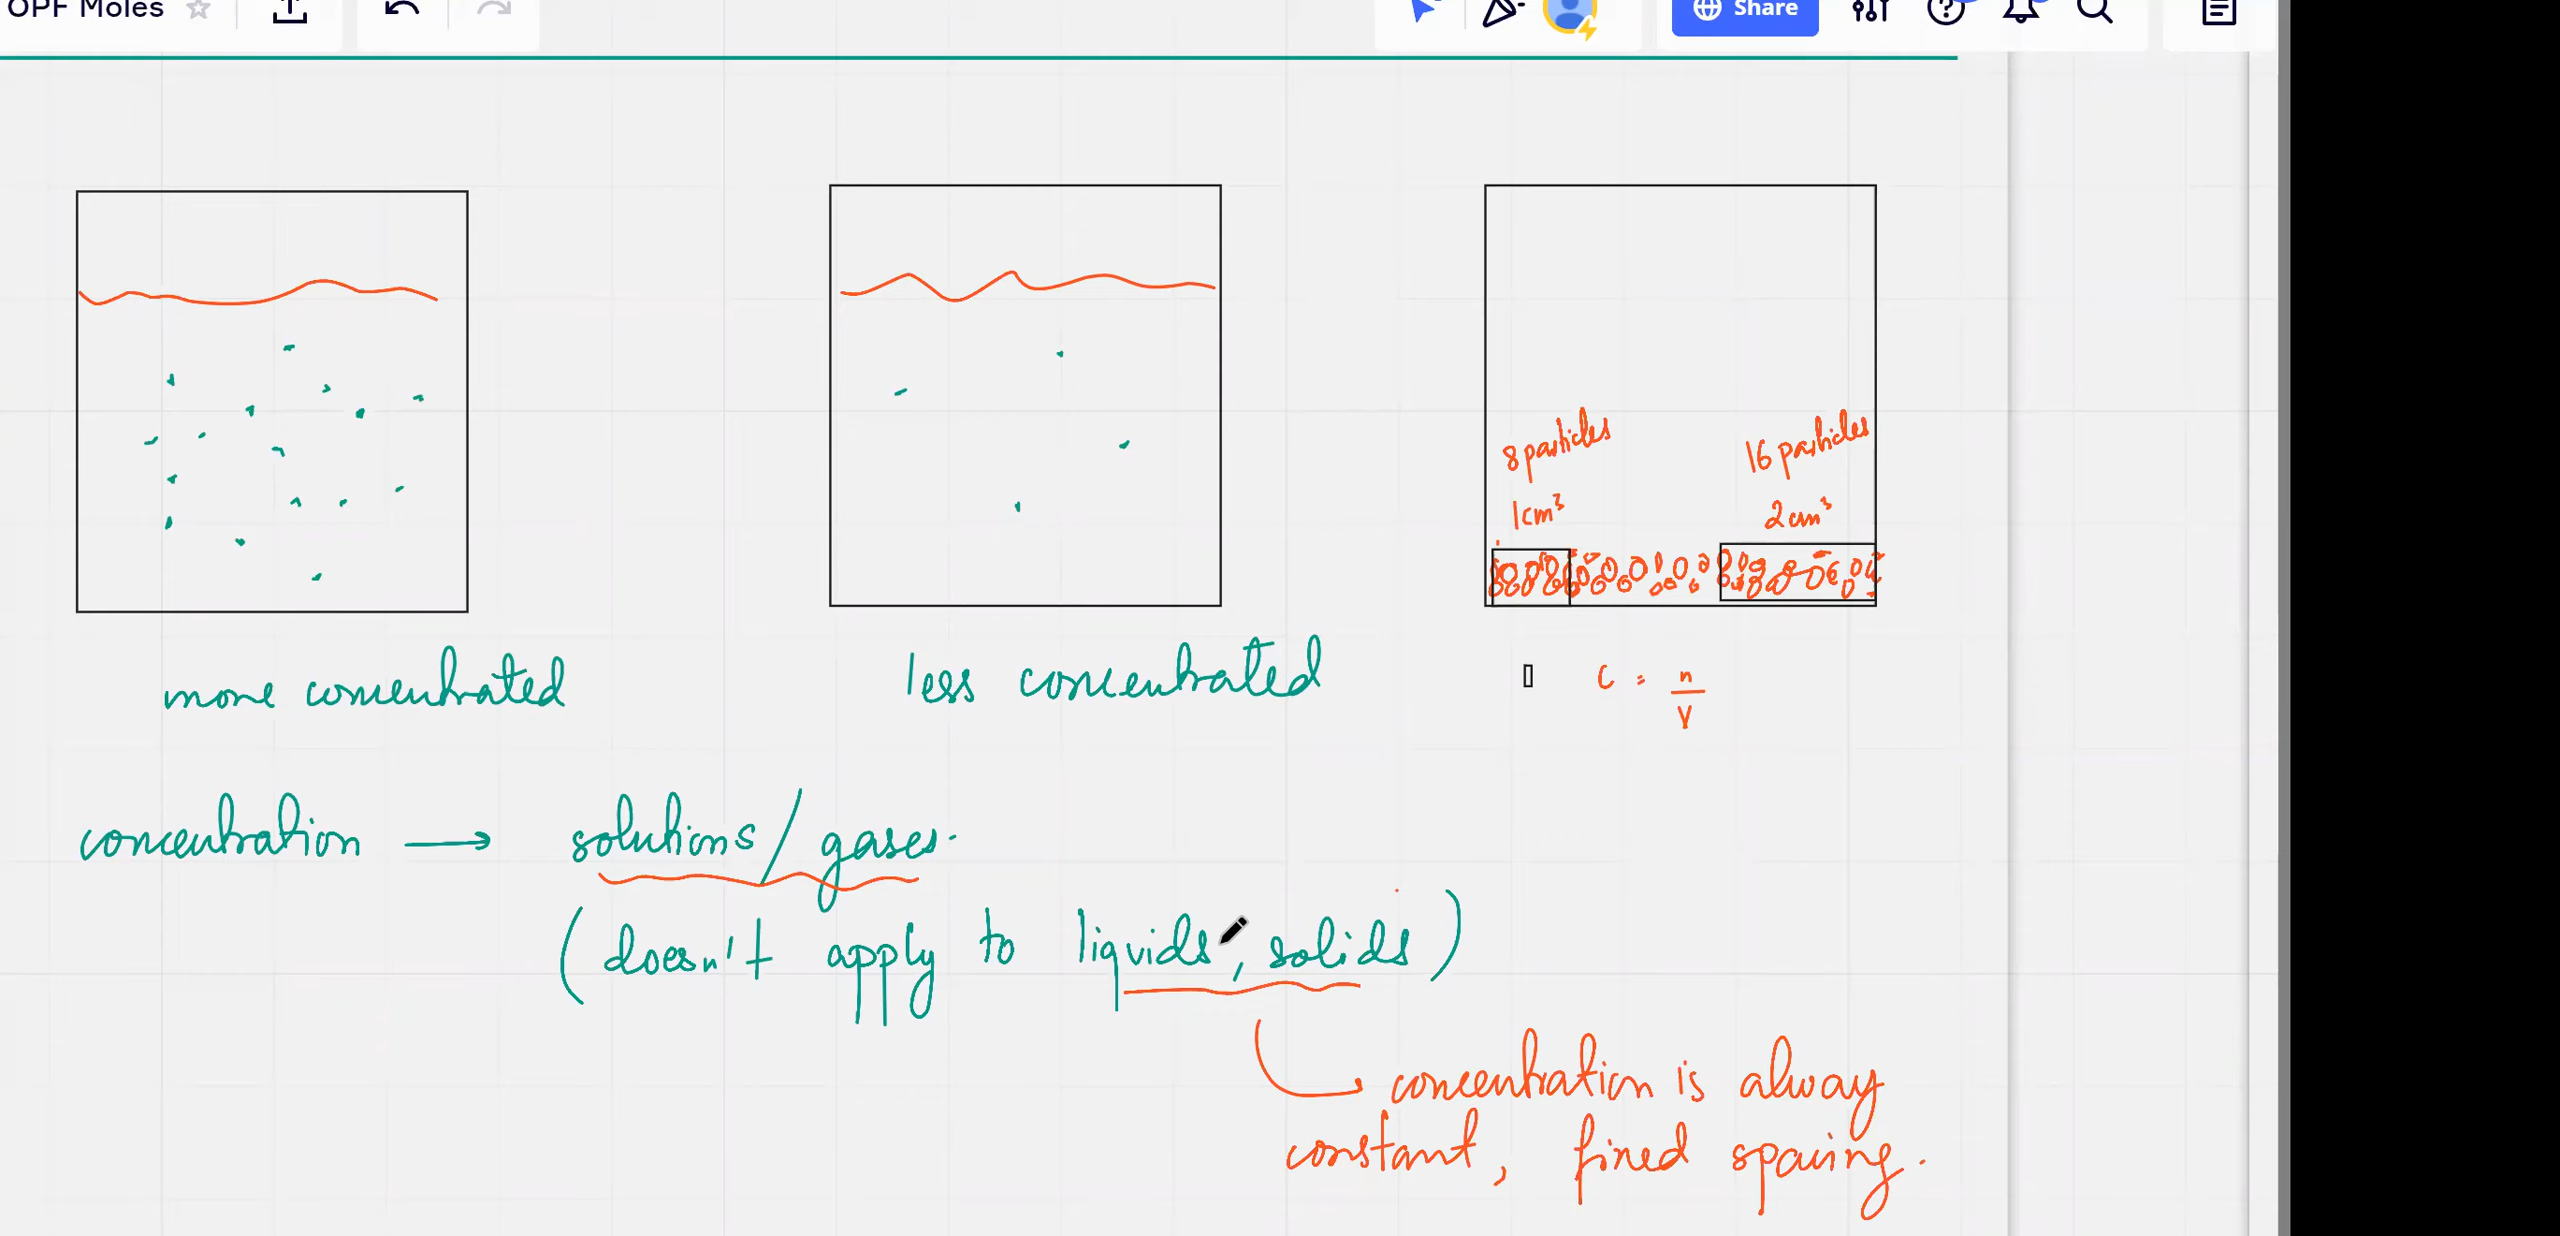 OPF Moles
Share
8 particles
1cm³
16 particles
2cm³
more concentrated
less concentrated
C = n/V
concentration → solutions/gases.
(doesn't apply to liquids, solids)
concentration is alway
constant, fixed spacing.